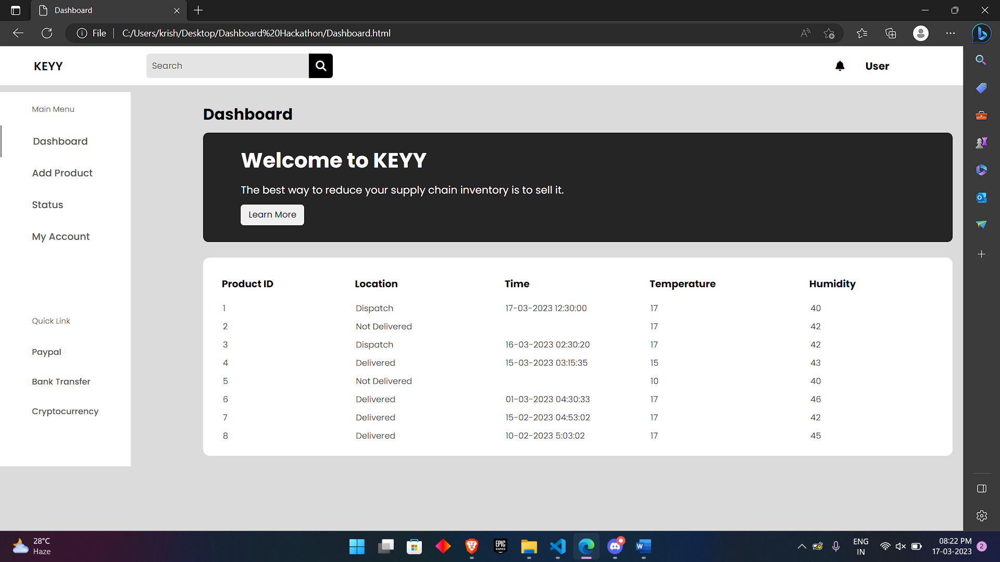 Dashboard
File
C:/Users/krish/Desktop/Dashboard%20Hackathon/Dashboard.html
KEYY
Search
User
Main Menu
Dashboard
Add Product
Status
My Account
Quick Link
Paypal
Bank Transfer
Cryptocurrency
Dashboard
Welcome to KEYY
The best way to reduce your supply chain inventory is to sell it.
Learn More
Product ID Location Time Temperature Humidity
1 Dispatch 17-03-2023 12:30:00 17 40
2 Not Delivered 17 42
3 Dispatch 16-03-2023 02:30:20 17 42
4 Delivered 15-03-2023 03:15:35 15 43
5 Not Delivered 10 40
6 Delivered 01-03-2023 04:30:33 17 46
7 Delivered 15-02-2023 04:53:02 17 42
8 Delivered 10-02-2023 5:03:02 17 45
28°C
Haze
EPIC
GAMES
W
ENG
IN
08:22 PM
17-03-2023
2